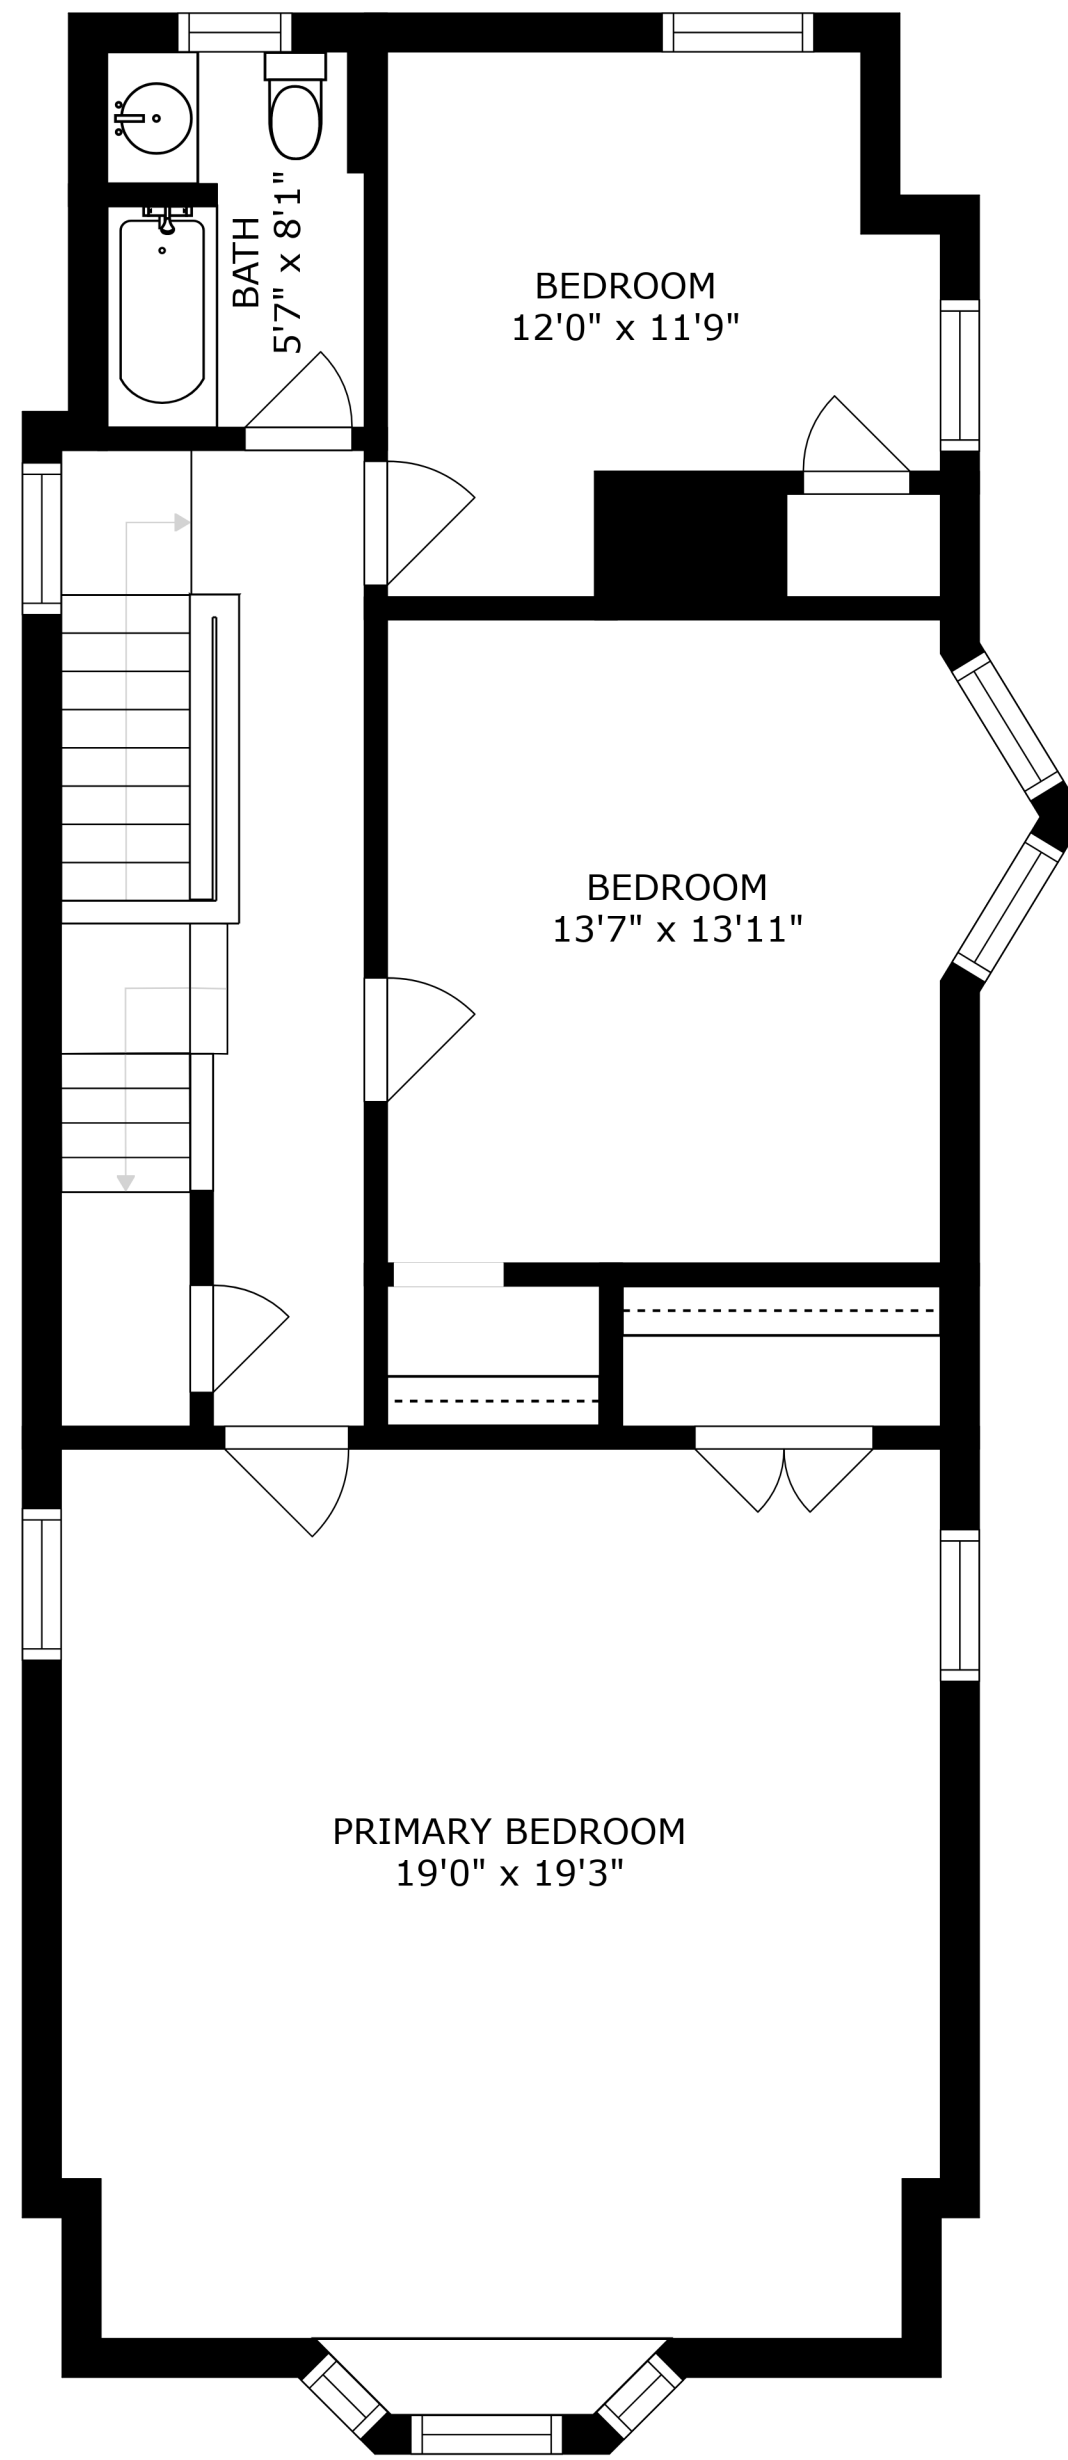 BATH
5'7" x 8'1"
BEDROOM
12'0" x 11'9"
BEDROOM
13'7" x 13'11"
PRIMARY BEDROOM
19'0" x 19'3"